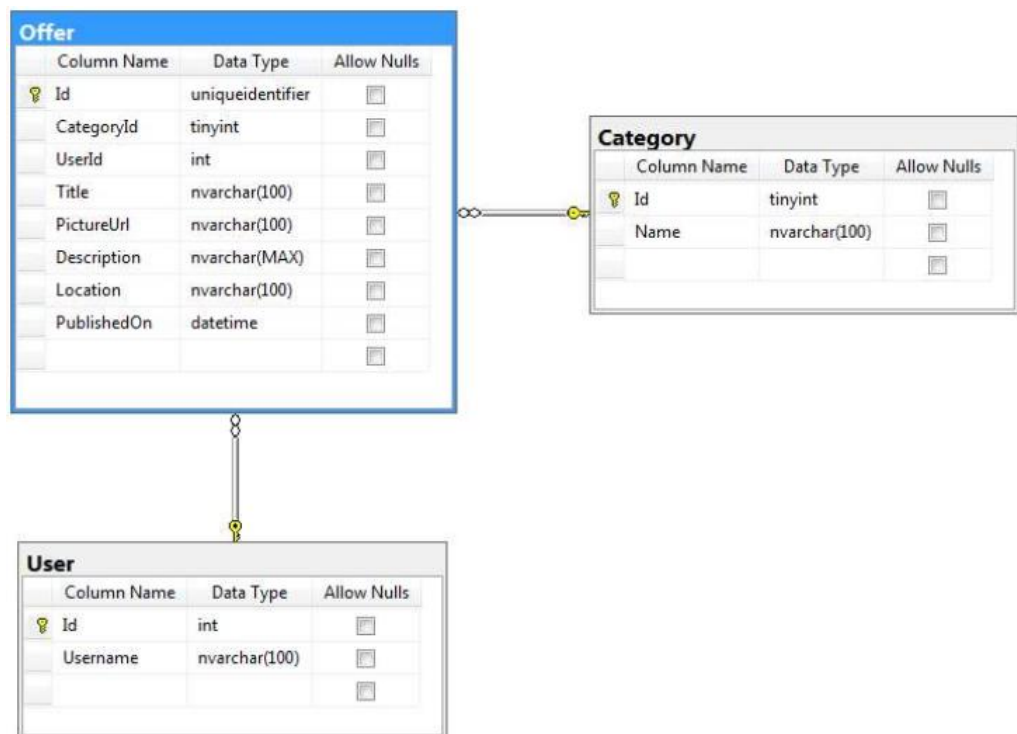 Offer
Column Name Data Type Allow Nulls
Id uniqueidentifier
CategoryId tinyint
UserId int
Title nvarchar(100)
PictureUrl nvarchar(100)
Description nvarchar(MAX)
Location nvarchar(100)
PublishedOn datetime
Category
Column Name Data Type Allow Nulls
Id tinyint
Name nvarchar(100)
User
Column Name Data Type Allow Nulls
Id int
Username nvarchar(100)